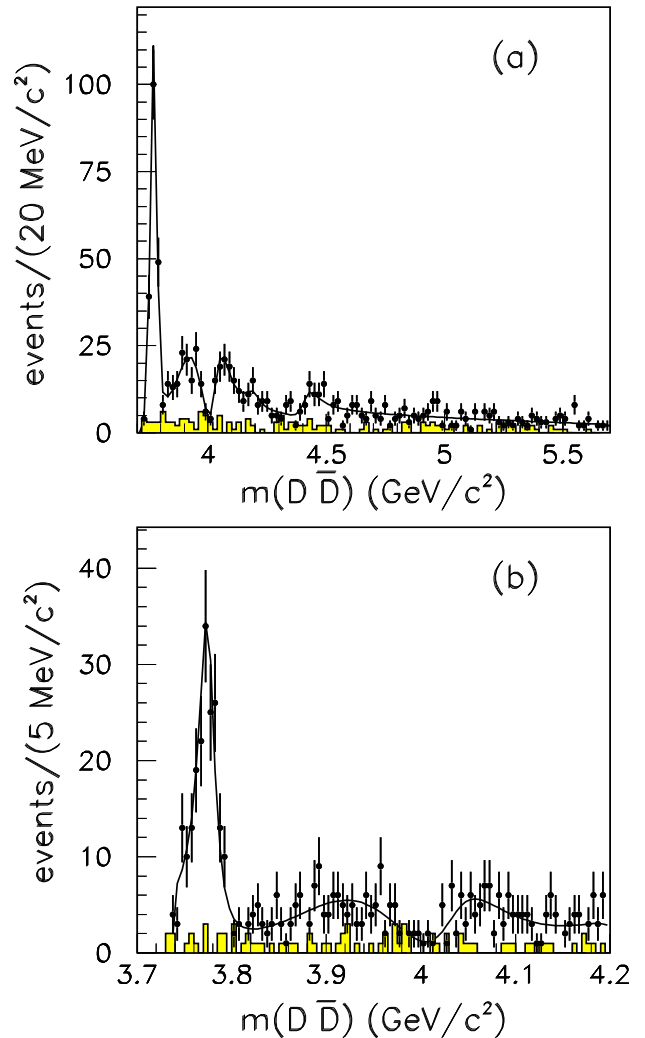 (a)
events/(20 MeV/c²)
100
75
50
25
0
4 4.5 5 5.5
m(D D̅) (GeV/c²)
(b)
events/(5 MeV/c²)
40
30
20
10
0
3.7 3.8 3.9 4 4.1 4.2
m(D D̅) (GeV/c²)